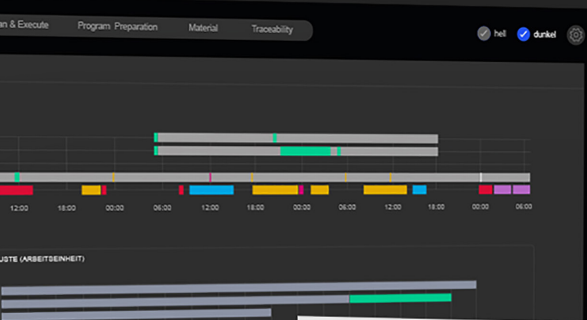 an & Execute Program Preparation Material Traceability hell dunkel
12:00 18:00 00:00 06:00 12:00 18:00 00:00 06:00 12:00 18:00 00:00 06:00
USTE (ARBEITSEINHEIT)